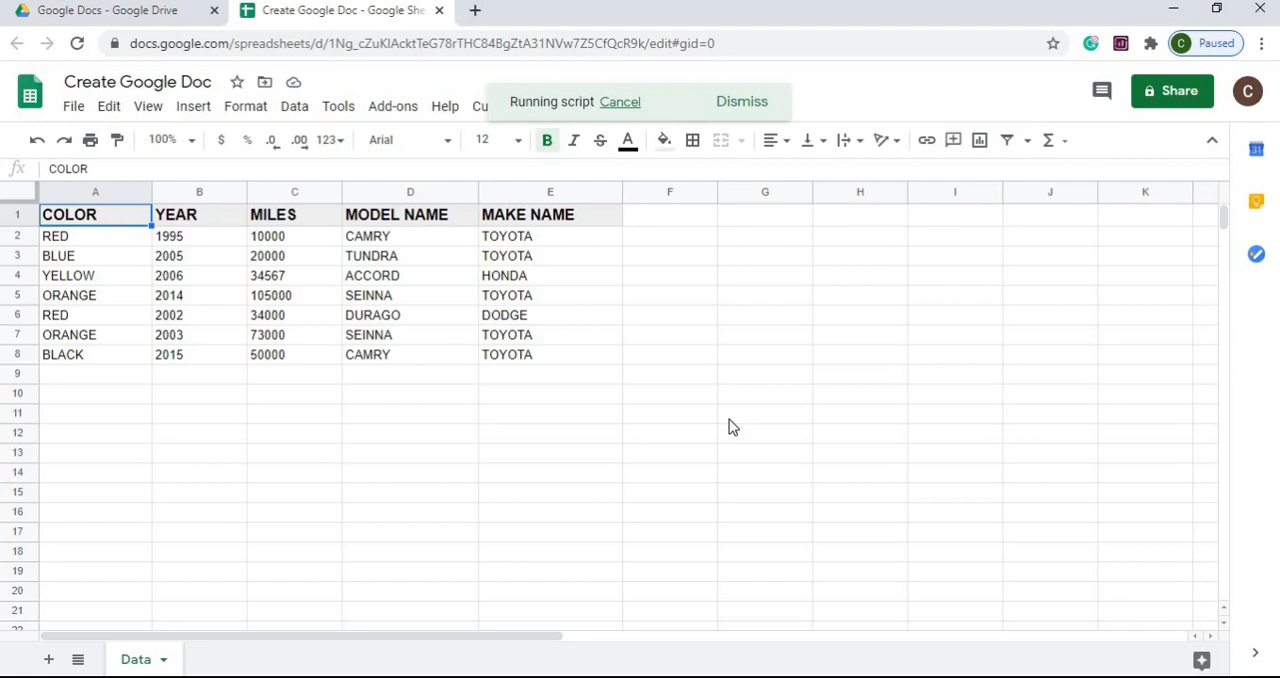 Google Docs - Google Drive
Create Google Doc - Google She
docs.google.com/spreadsheets/d/1Ng_cZuKIAcktTeG78rTHC84BgZtA31NVw7Z5CfQcR9k/edit#gid=0
C Paused
Create Google Doc
File Edit View Insert Format Data Tools Add-ons Help Cu
Running script Cancel Dismiss
Share
C
100% $ % .0 .00 123 Arial 12 B I S A
fx COLOR
A B C D E F G H I J K
1 COLOR YEAR MILES MODEL NAME MAKE NAME
2 RED 1995 10000 CAMRY TOYOTA
3 BLUE 2005 20000 TUNDRA TOYOTA
4 YELLOW 2006 34567 ACCORD HONDA
5 ORANGE 2014 105000 SEINNA TOYOTA
6 RED 2002 34000 DURAGO DODGE
7 ORANGE 2003 73000 SEINNA TOYOTA
8 BLACK 2015 50000 CAMRY TOYOTA
9
10
11
12
13
14
15
16
17
18
19
20
21
Data
31